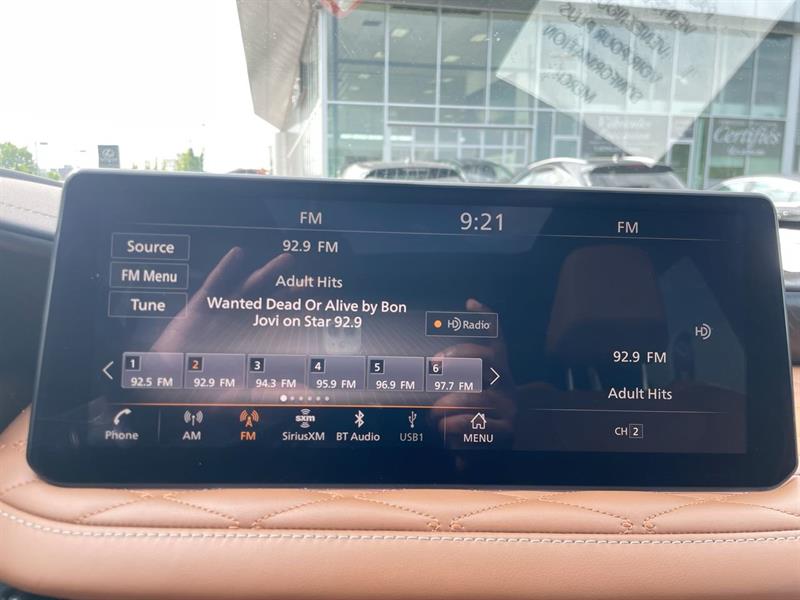 FM 9:21 FM
Source
92.9 FM
FM Menu
Adult Hits
Tune
Wanted Dead Or Alive by Bon
Jovi on Star 92.9
HD Radio
1 2 3 4 5 6
92.5 FM 92.9 FM 94.3 FM 95.9 FM 96.9 FM 97.7 FM
Phone AM FM sxm SiriusXM BT Audio USB1 MENU
HD
92.9 FM
Adult Hits
CH 2
Certifiés